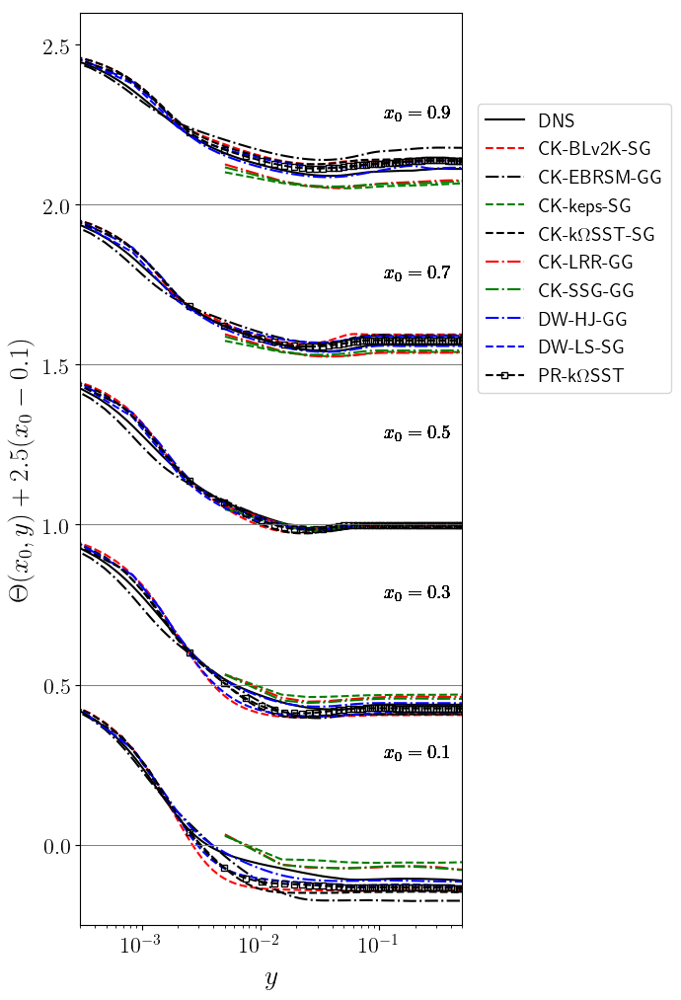 2.5
2.0
1.5
1.0
0.5
0.0
Θ(x₀, y) + 2.5(x₀ − 0.1)
x₀ = 0.9
x₀ = 0.7
x₀ = 0.5
x₀ = 0.3
x₀ = 0.1
10⁻³ 10⁻² 10⁻¹
y
DNS
CK-BLv2K-SG
CK-EBRSM-GG
CK-keps-SG
CK-kΩSST-SG
CK-LRR-GG
CK-SSG-GG
DW-HJ-GG
DW-LS-SG
PR-kΩSST